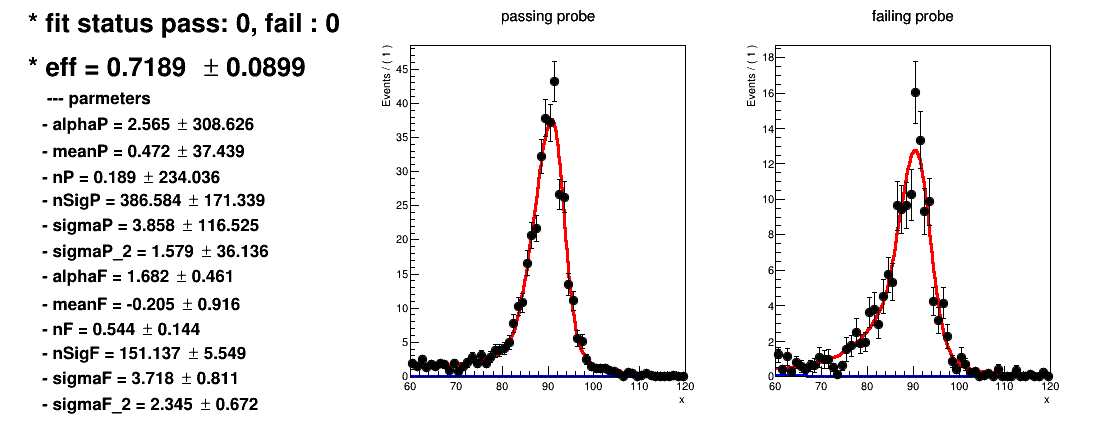 * fit status pass: 0, fail : 0
* eff = 0.7189 ± 0.0899
--- parmeters
- alphaP = 2.565 ± 308.626
- meanP = 0.472 ± 37.439
- nP = 0.189 ± 234.036
- nSigP = 386.584 ± 171.339
- sigmaP = 3.858 ± 116.525
- sigmaP_2 = 1.579 ± 36.136
- alphaF = 1.682 ± 0.461
- meanF = -0.205 ± 0.916
- nF = 0.544 ± 0.144
- nSigF = 151.137 ± 5.549
- sigmaF = 3.718 ± 0.811
- sigmaF_2 = 2.345 ± 0.672
passing probe
Events / ( 1 )
45
40
35
30
25
20
15
10
5
0
60 70 80 90 100 110 120
x
failing probe
Events / ( 1 )
18
16
14
12
10
8
6
4
2
0
60 70 80 90 100 110 120
x